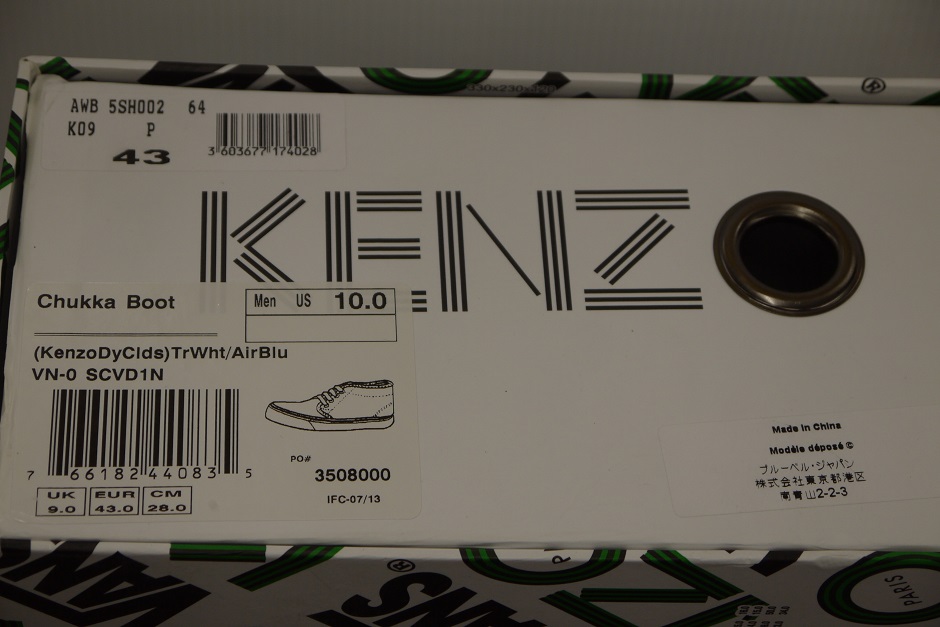 330x230x120
AWB 5SH002 64
K09 P
43
3 603677 174028
KENZO
Chukka Boot
Men US 10.0
(KenzoDyClds)TrWht/AirBlu
VN-0 SCVD1N
7 66182 44083 5
PO#
3508000
IFC-07/13
UK EUR CM
9.0 43.0 28.0
Made in China
Modèle déposé ©
ブルーベル・ジャパン
株式会社東京都港区
南青山2-2-3
VANS
®
PARIS